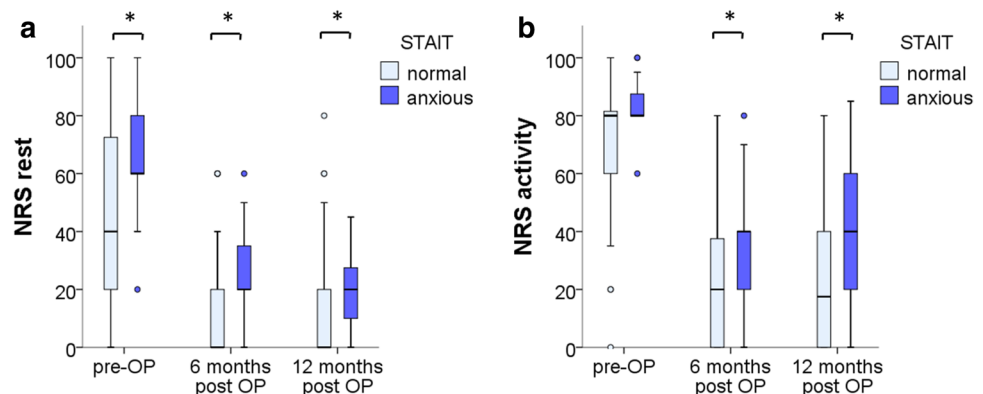 a
* * *
NRS rest
100
80
60
40
20
0
pre-OP
6 months
post OP
12 months
post OP
STAIT
normal
anxious
b
* *
NRS activity
100
80
60
40
20
0
pre-OP
6 months
post OP
12 months
post OP
STAIT
normal
anxious